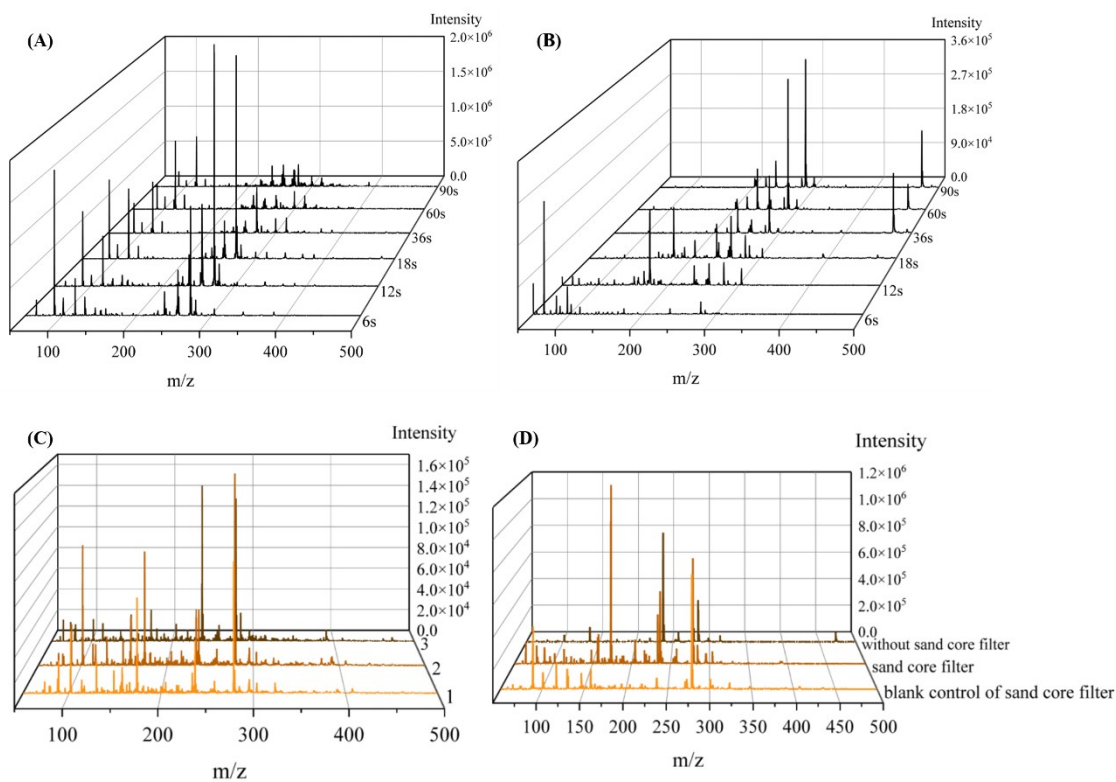 (A)
Intensity
2.0×10⁶
1.5×10⁶
1.0×10⁶
5.0×10⁵
0.0
90s
60s
36s
18s
12s
6s
100 200 300 400 500
m/z
(B)
Intensity
3.6×10⁵
2.7×10⁵
1.8×10⁵
9.0×10⁴
0.0
90s
60s
36s
18s
12s
6s
100 200 300 400 500
m/z
(C)
Intensity
1.6×10⁵
1.4×10⁵
1.2×10⁵
1.0×10⁵
8.0×10⁴
6.0×10⁴
4.0×10⁴
2.0×10⁴
0.0
3
2
1
100 200 300 400 500
m/z
(D)
Intensity
1.2×10⁶
1.0×10⁶
8.0×10⁵
6.0×10⁵
4.0×10⁵
2.0×10⁵
0.0
without sand core filter
sand core filter
blank control of sand core filter
100 150 200 250 300 350 400 450 500
m/z